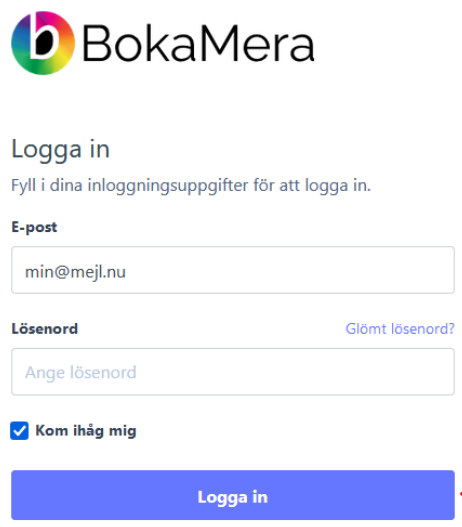 BokaMera
Logga in
Fyll i dina inloggningsuppgifter för att logga in.
E-post
min@mejl.nu
Lösenord Glömt lösenord?
Ange lösenord
Kom ihåg mig
Logga in